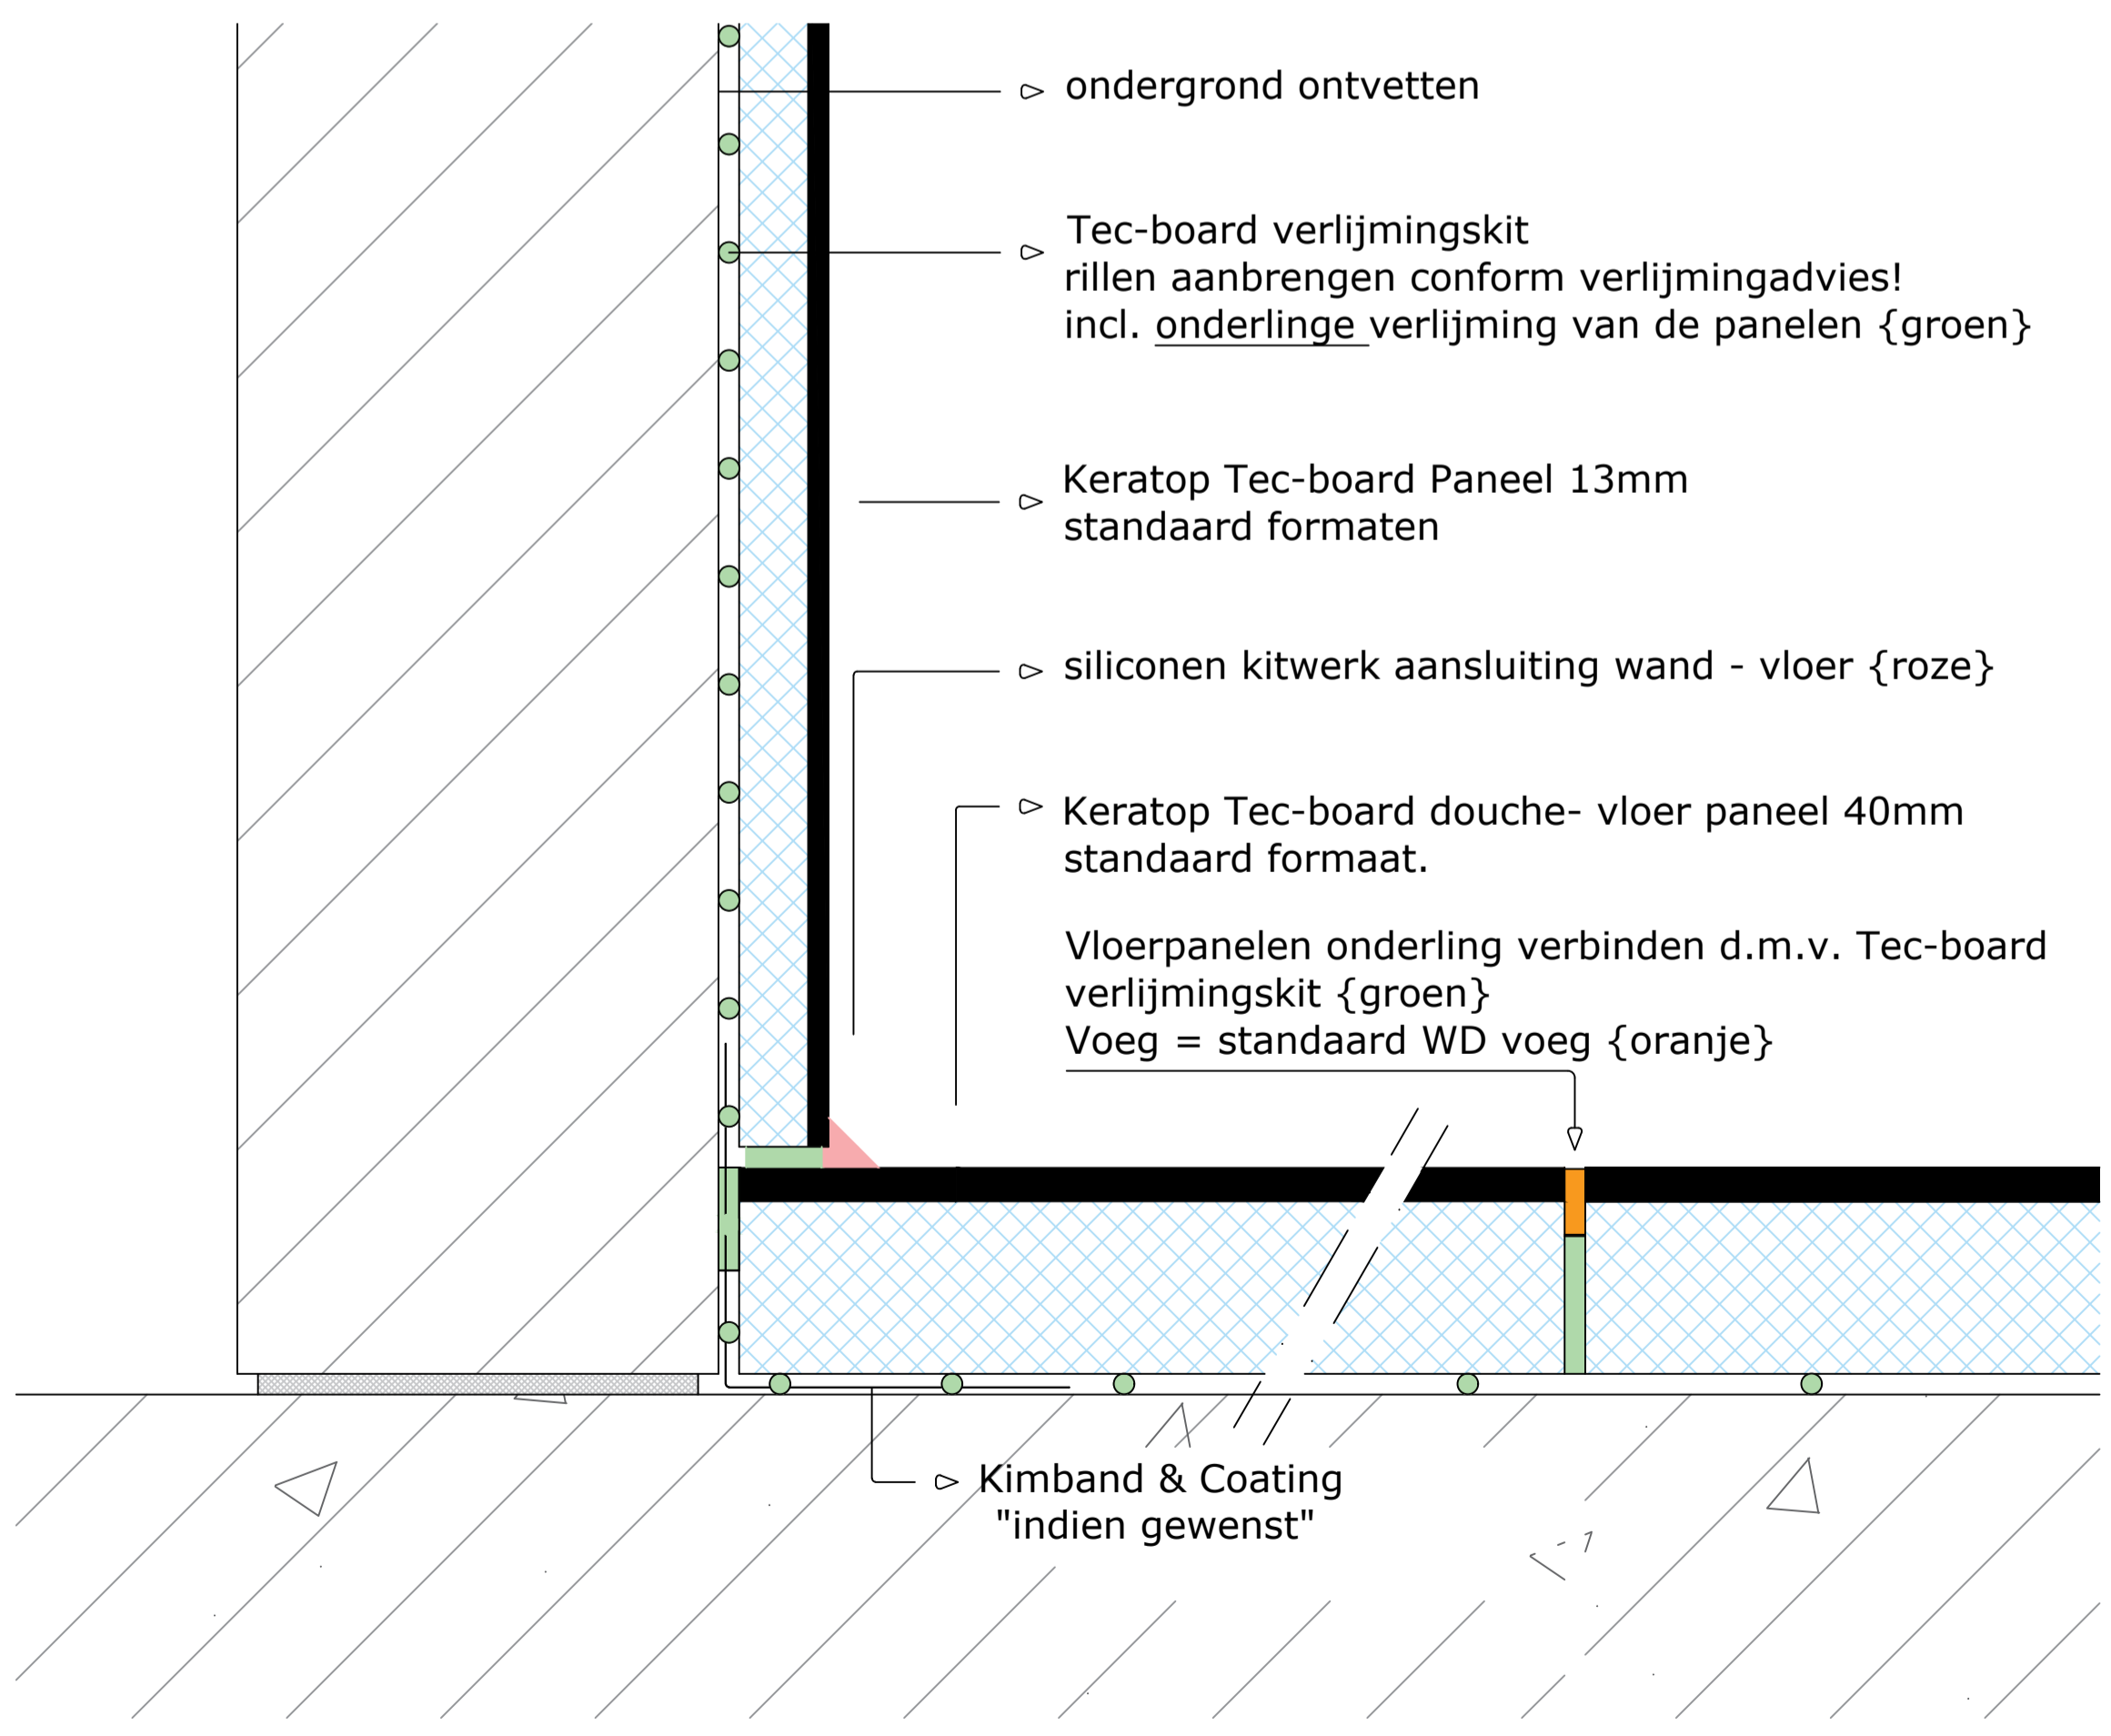 ondergrond ontvetten
Tec-board verlijmingskit
rillen aanbrengen conform verlijmingadvies!
incl. onderlinge verlijming van de panelen {groen}
Keratop Tec-board Paneel 13mm
standaard formaten
siliconen kitwerk aansluiting wand - vloer {roze}
Keratop Tec-board douche- vloer paneel 40mm
standaard formaat.
Vloerpanelen onderling verbinden d.m.v. Tec-board
verlijmingskit {groen}
Voeg = standaard WD voeg {oranje}
Kimband & Coating
"indien gewenst"